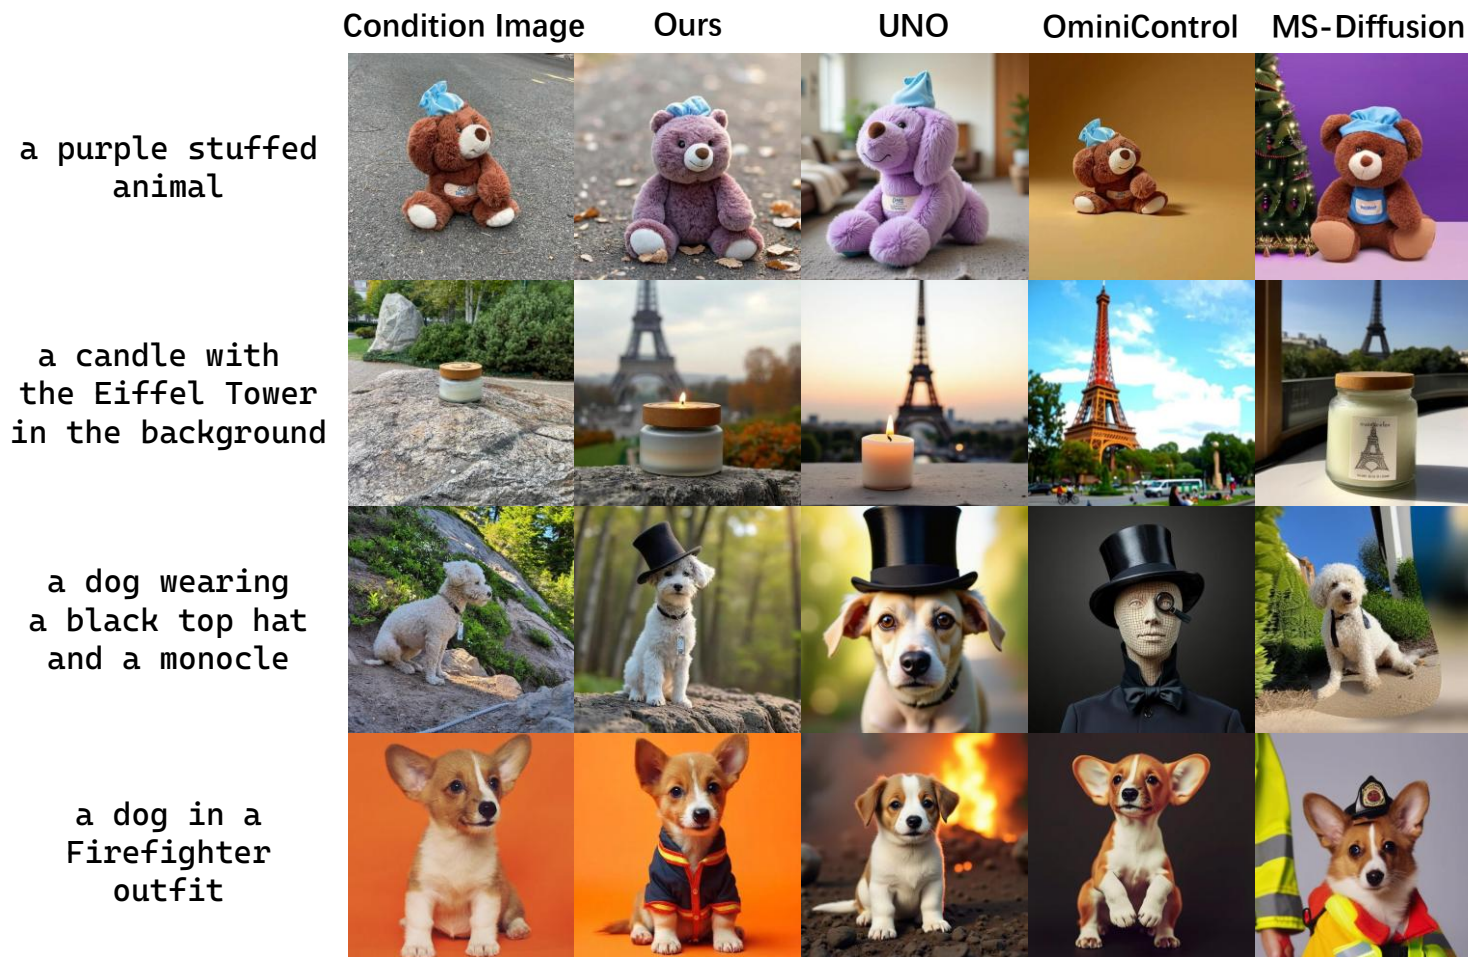 Condition Image Ours UNO OminiControl MS-Diffusion
a purple stuffed
animal
a candle with
the Eiffel Tower
in the background
a dog wearing
a black top hat
and a monocle
a dog in a
Firefighter
outfit